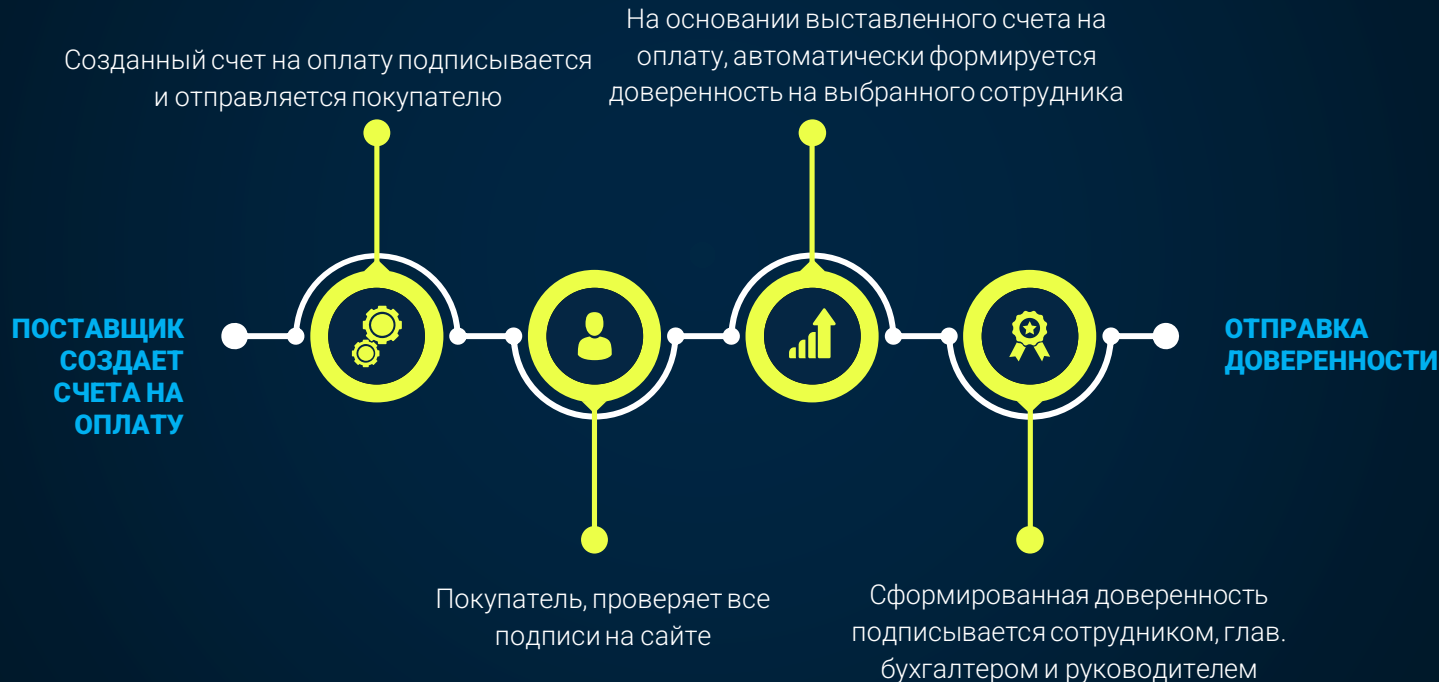 Созданный счет на оплату подписывается
и отправляется покупателю
На основании выставленного счета на
оплату, автоматически формируется
доверенность на выбранного сотрудника
ПОСТАВЩИК
СОЗДАЕТ
СЧЕТА НА
ОПЛАТУ
ОТПРАВКА
ДОВЕРЕННОСТИ
Покупатель, проверяет все
подписи на сайте
Сформированная доверенность
подписывается сотрудником, глав.
бухгалтером и руководителем